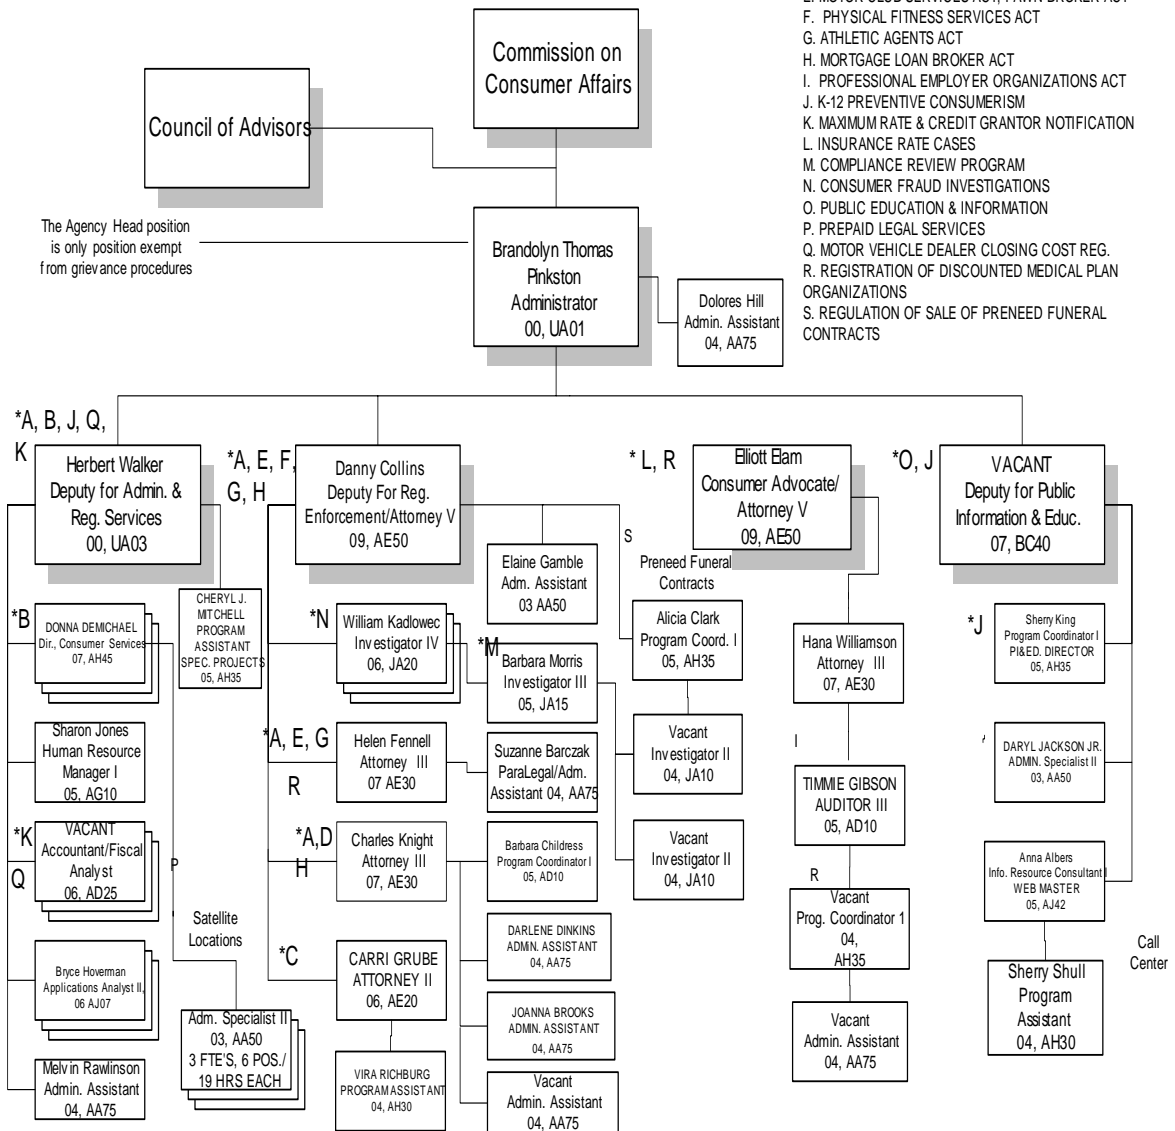 E. MOTOR CLUB SERVICES ACT, PAWN BROKER ACT
F. PHYSICAL FITNESS SERVICES ACT
G. ATHLETIC AGENTS ACT
H. MORTGAGE LOAN BROKER ACT
I. PROFESSIONAL EMPLOYER ORGANIZATIONS ACT
J. K-12 PREVENTIVE CONSUMERISM
K. MAXIMUM RATE & CREDIT GRANTOR NOTIFICATION
L. INSURANCE RATE CASES
M. COMPLIANCE REVIEW PROGRAM
N. CONSUMER FRAUD INVESTIGATIONS
O. PUBLIC EDUCATION & INFORMATION
P. PREPAID LEGAL SERVICES
Q. MOTOR VEHICLE DEALER CLOSING COST REG.
R. REGISTRATION OF DISCOUNTED MEDICAL PLAN
ORGANIZATIONS
S. REGULATION OF SALE OF PRENEED FUNERAL
CONTRACTS
Commission on
Consumer Affairs
Council of Advisors
The Agency Head position
is only position exempt
from grievance procedures
Brandolyn Thomas
Pinkston
Administrator
00, UA01
Dolores Hill
Admin. Assistant
04, AA75
*A, B, J, Q,
K
Herbert Walker
Deputy for Admin. &
Reg. Services
00, UA03
*B
DONNA DEMICHAEL
Dir., Consumer Services
07, AH45
CHERYL J.
MITCHELL
PROGRAM
ASSISTANT
SPEC. PROJECTS
05, AH35
Sharon Jones
Human Resource
Manager I
05, AG10
*K
Q
VACANT
Accountant/Fiscal
Analyst
06, AD25
P
Satellite
Locations
Bryce Hoverman
Applications Analyst II,
06 AJ07
Adm. Specialist II
03, AA50
3 FTE'S, 6 POS./
19 HRS EACH
Melvin Rawlinson
Admin. Assistant
04, AA75
*A, E, F,
G, H
Danny Collins
Deputy For Reg.
Enforcement/Attorney V
09, AE50
Elaine Gamble
Adm. Assistant
03 AA50
S
Preneed Funeral
Contracts
Alicia Clark
Program Coord. I
05, AH35
*N
William Kadlowec
Investigator IV
06, JA20
*M
Barbara Morris
Investigator III
05, JA15
Vacant
Investigator II
04, JA10
Vacant
Investigator II
04, JA10
*A, E, G
R
Helen Fennell
Attorney III
07 AE30
Suzanne Barczak
ParaLegal/Adm.
Assistant 04, AA75
*A,D
H
Charles Knight
Attorney III
07, AE30
Barbara Childress
Program Coordinator I
05, AD10
DARLENE DINKINS
ADMIN. ASSISTANT
04, AA75
JOANNA BROOKS
ADMIN. ASSISTANT
04, AA75
Vacant
Admin. Assistant
04, AA75
*C
CARRI GRUBE
ATTORNEY II
06, AE20
VIRA RICHBURG
PROGRAM ASSISTANT
04, AH30
* L, R
Elliott Elam
Consumer Advocate/
Attorney V
09, AE50
Hana Williamson
Attorney III
07, AE30
I
TIMMIE GIBSON
AUDITOR III
05, AD10
R
Vacant
Prog. Coordinator 1
04,
AH35
Vacant
Admin. Assistant
04, AA75
*O, J
VACANT
Deputy for Public
Information & Educ.
07, BC40
*J
Sherry King
Program Coordinator I
PI&ED. DIRECTOR
05, AH35
DARYL JACKSON JR.
ADMIN. Specialist II
03, AA50
Anna Albers
Info. Resource Consultant I
WEB MASTER
05, AJ42
Call
Center
Sherry Shull
Program
Assistant
04, AH30